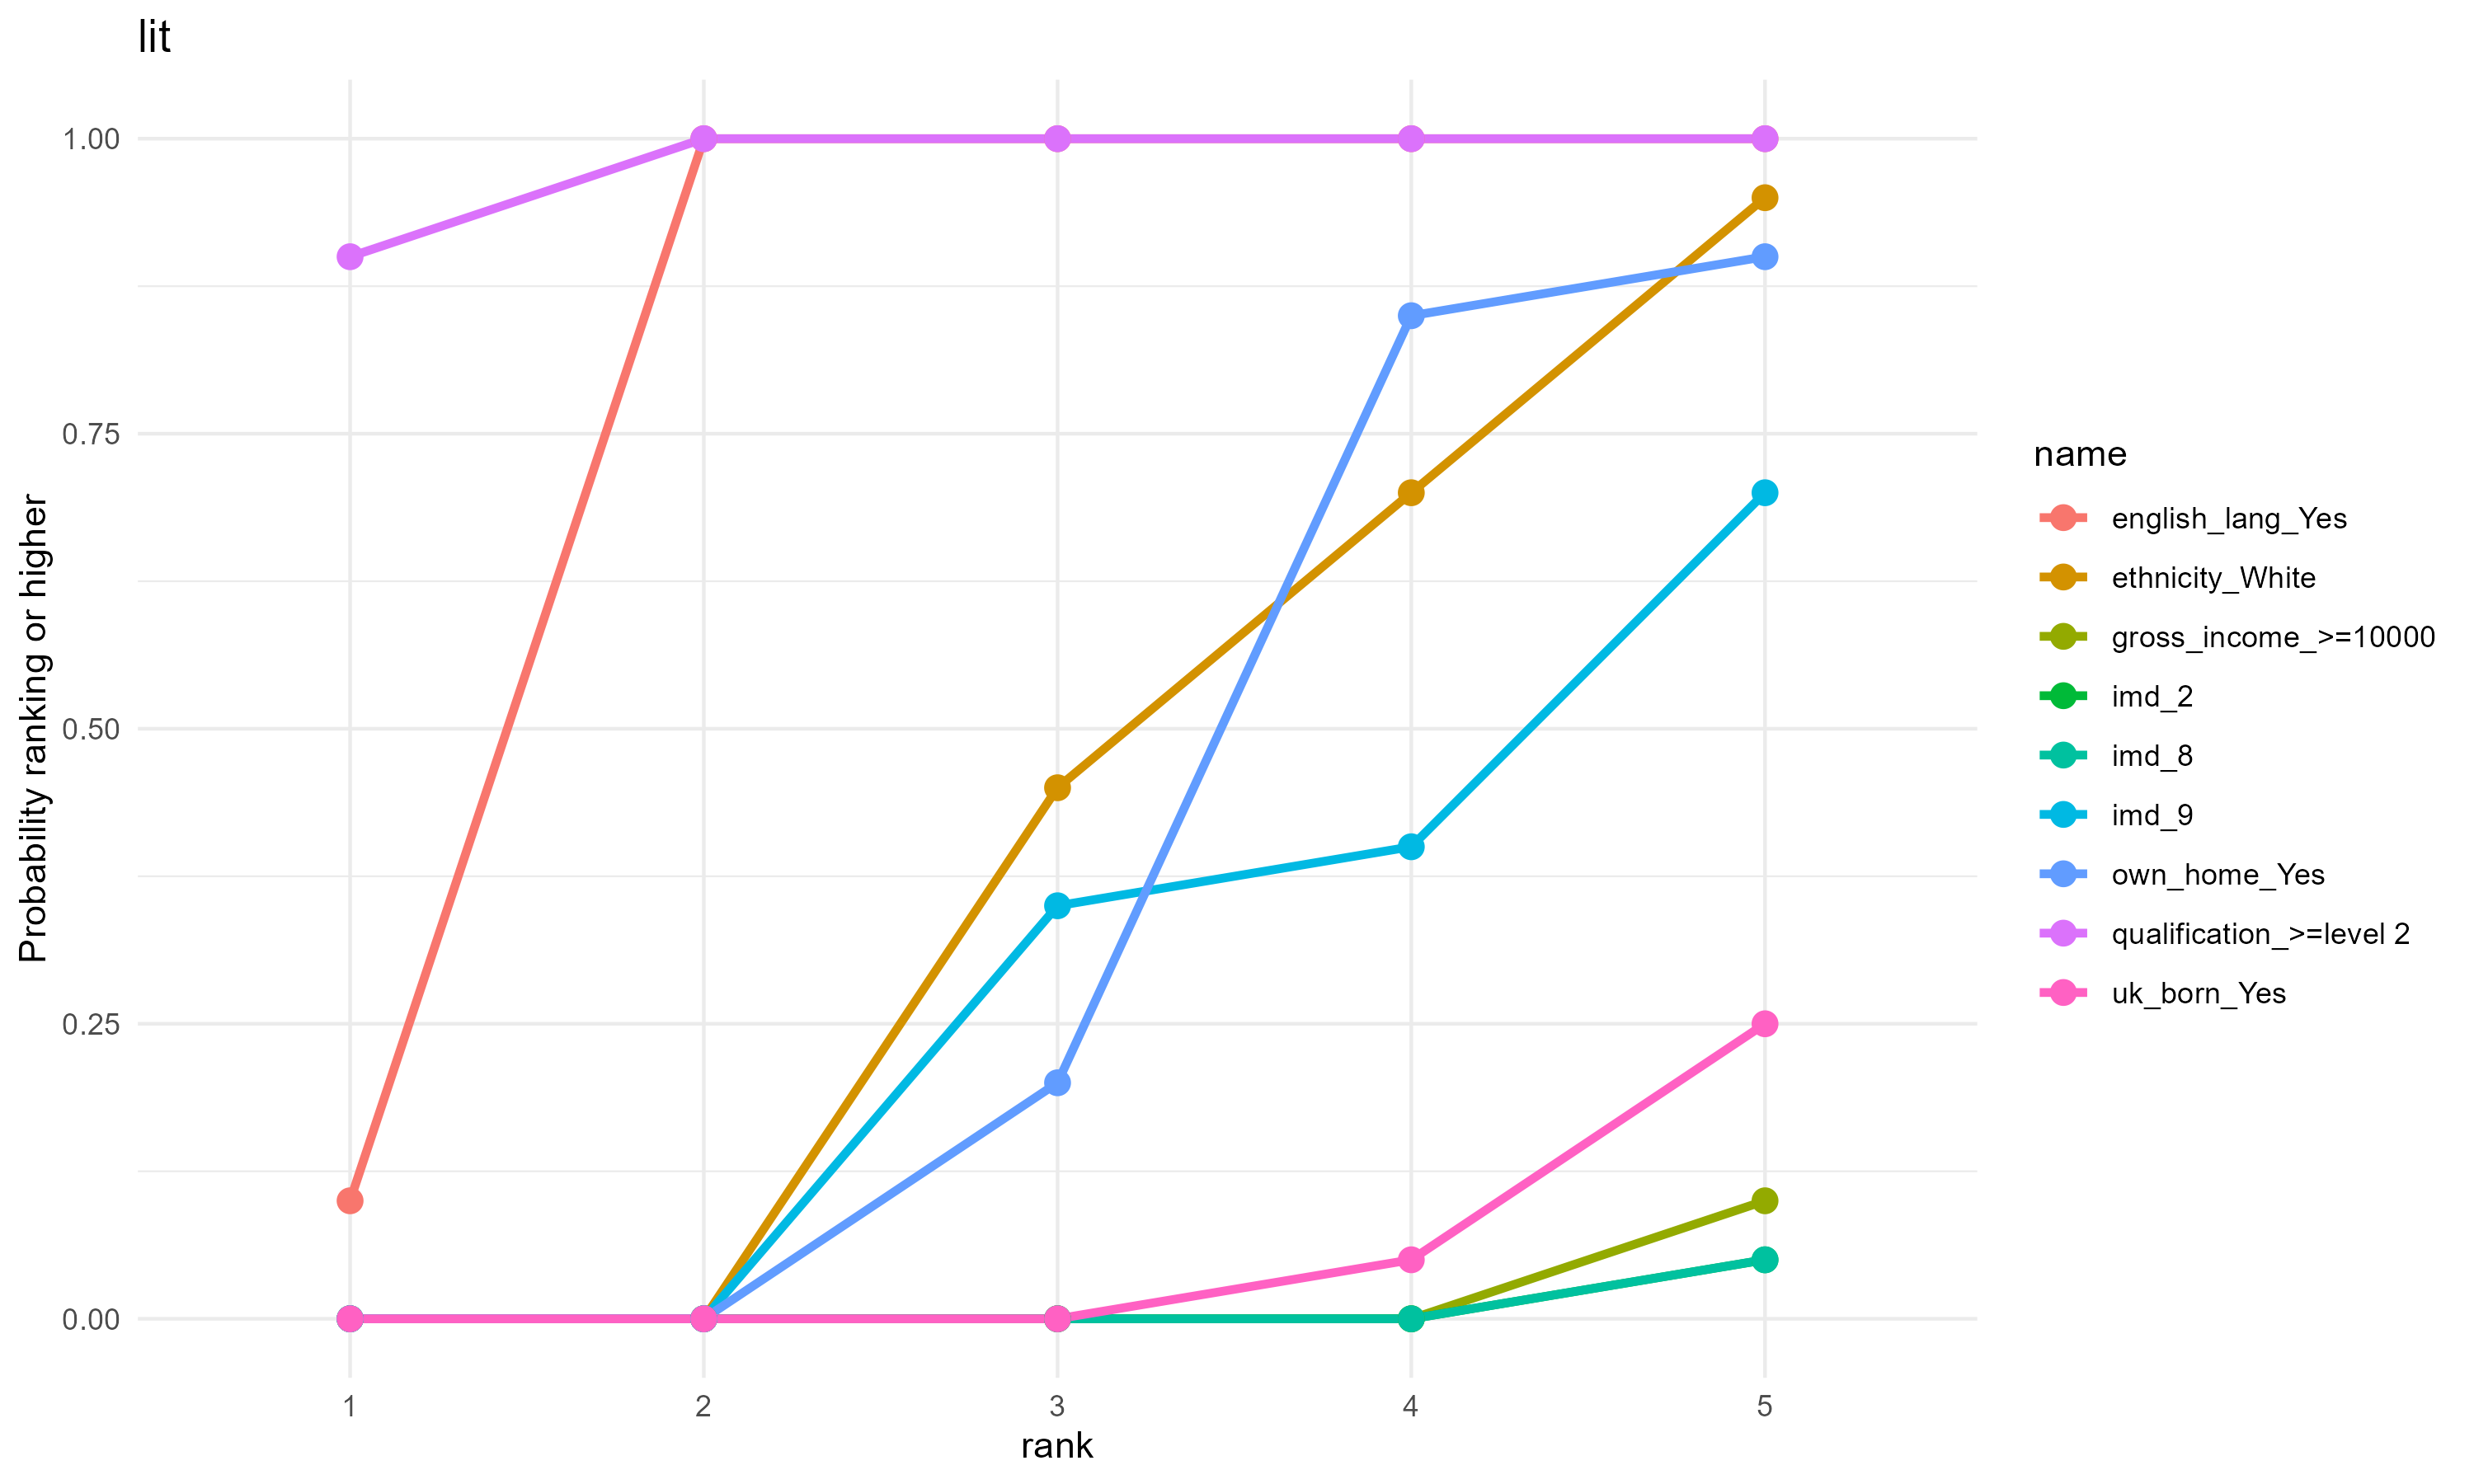 lit
1.00
0.75
0.50
0.25
0.00
Probability ranking or higher
1 2 3 4 5
rank
name
english_lang_Yes
ethnicity_White
gross_income_>=10000
imd_2
imd_8
imd_9
own_home_Yes
qualification_>=level 2
uk_born_Yes